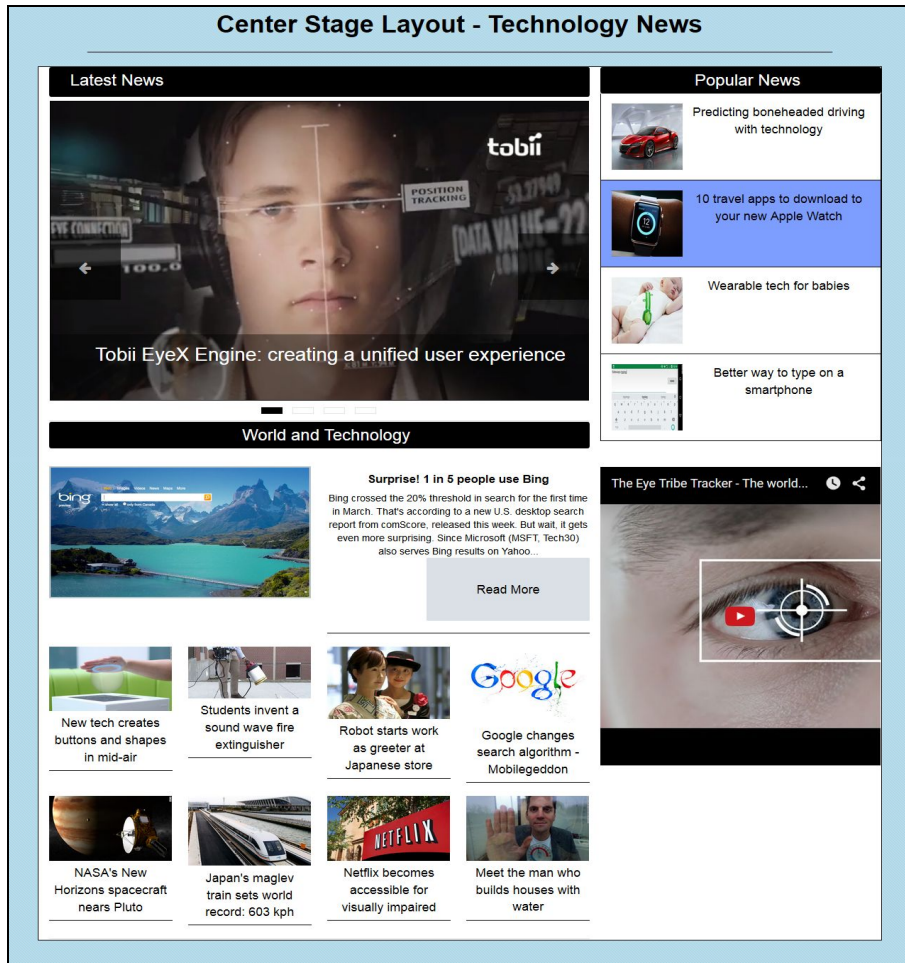 Center Stage Layout - Technology News
Latest News
tobii
POSITION
TRACKING
53.27949
EYE CONNECTION
100.0
Tobii EyeX Engine: creating a unified user experience
Popular News
Predicting boneheaded driving
with technology
10 travel apps to download to
your new Apple Watch
12
Wearable tech for babies
Better way to type on a
smartphone
World and Technology
bing
Surprise! 1 in 5 people use Bing
Bing crossed the 20% threshold in search for the first time
in March. That's according to a new U.S. desktop search
report from comScore, released this week. But wait, it gets
even more surprising. Since Microsoft (MSFT, Tech30)
also serves Bing results on Yahoo...
Read More
The Eye Tribe Tracker - The world...
New tech creates
buttons and shapes
in mid-air
Students invent a
sound wave fire
extinguisher
Robot starts work
as greeter at
Japanese store
Google
Google changes
search algorithm -
Mobilegeddon
NASA's New
Horizons spacecraft
nears Pluto
Japan's maglev
train sets world
record: 603 kph
NETFLIX
Netflix becomes
accessible for
visually impaired
Meet the man who
builds houses with
water